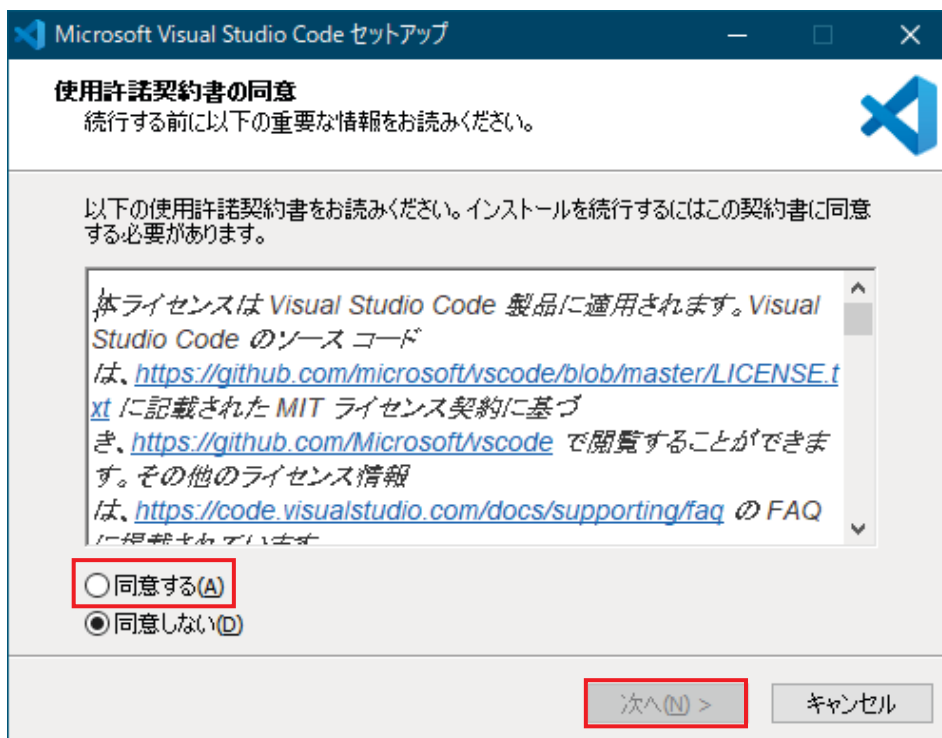 Microsoft Visual Studio Code セットアップ
使用許諾契約書の同意
続行する前に以下の重要な情報をお読みください。
以下の使用許諾契約書をお読みください。インストールを続行するにはこの契約書に同意
する必要があります。
本ライセンスは Visual Studio Code 製品に適用されます。Visual
Studio Code のソース コード
は、https://github.com/microsoft/vscode/blob/master/LICENSE.t
xt に記載された MIT ライセンス契約に基づ
き、https://github.com/Microsoft/vscode で閲覧することができま
す。その他のライセンス情報
は、https://code.visualstudio.com/docs/supporting/faq の FAQ
に掲載されています
同意する(A)
同意しない(D)
次へ(N) >
キャンセル